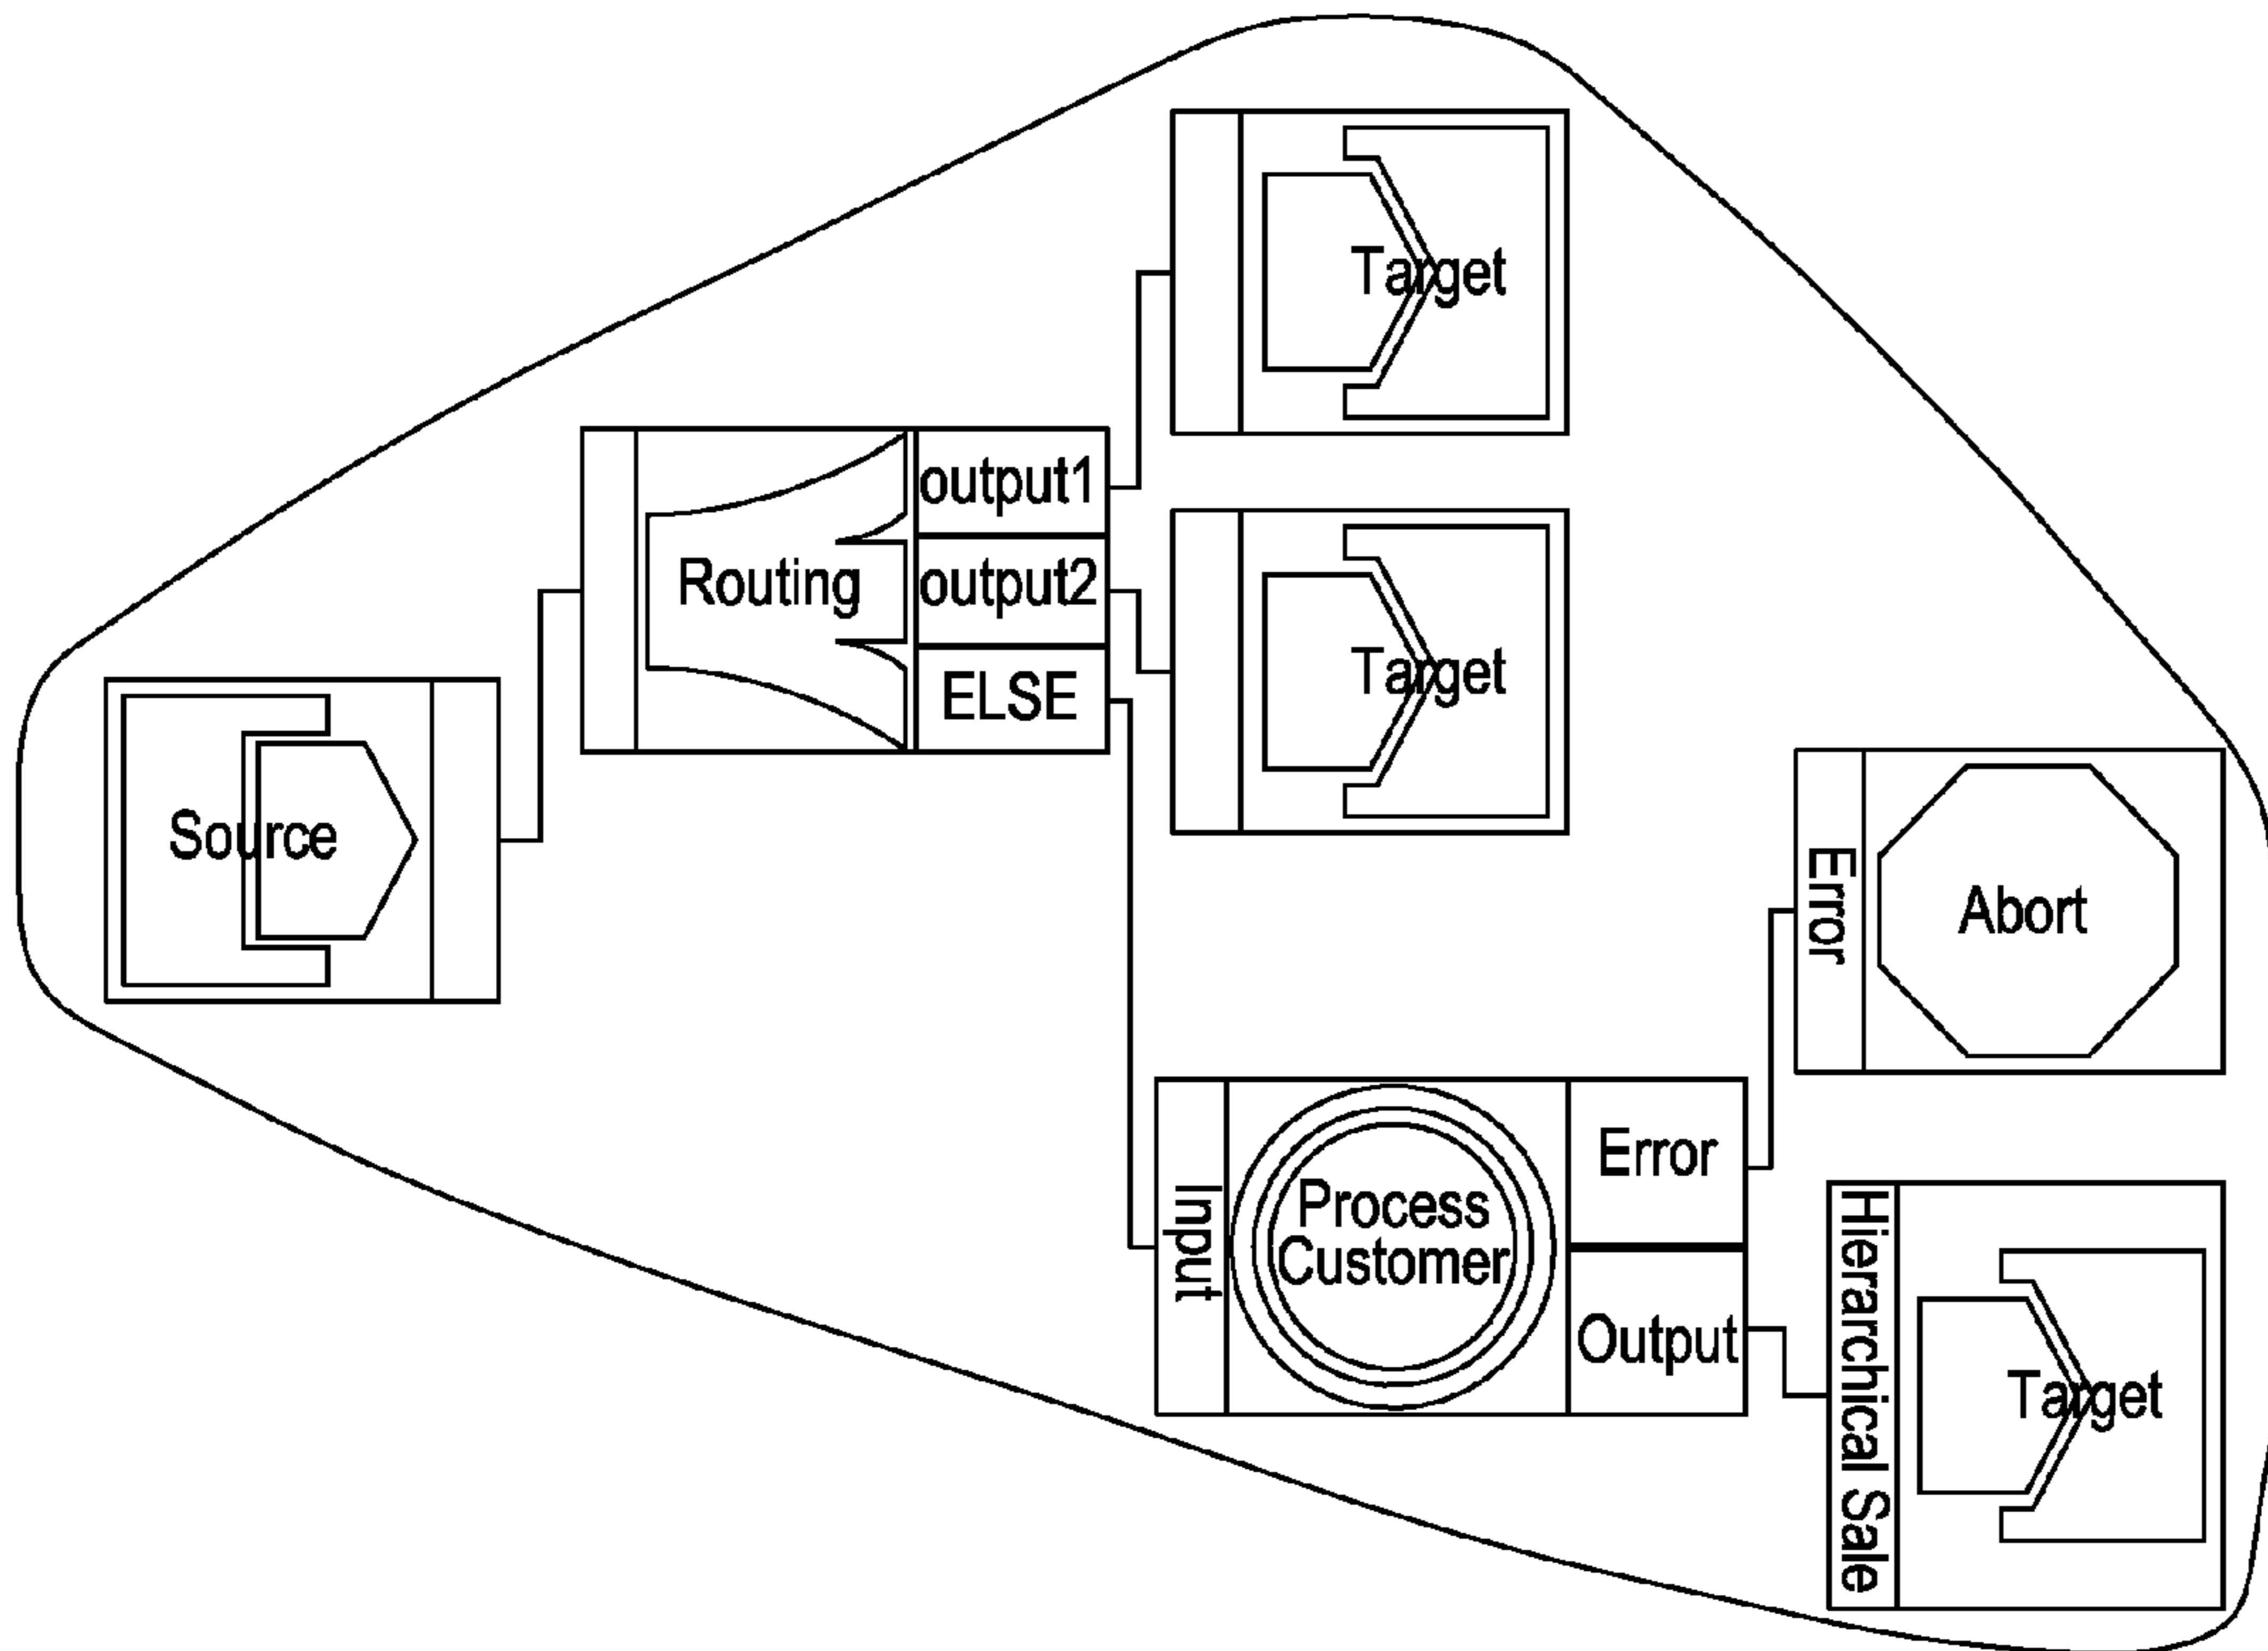 Target
output1
Routing
output2
Target
ELSE
Source
Error
Abort
Input
Process
Customer
Error
Output
Hierarchical Sale
Target